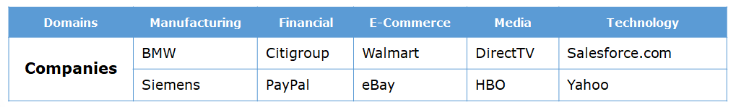 Domains Manufacturing Financial E-Commerce Media Technology
Companies BMW Citigroup Walmart DirectTV Salesforce.com
Siemens PayPal eBay HBO Yahoo